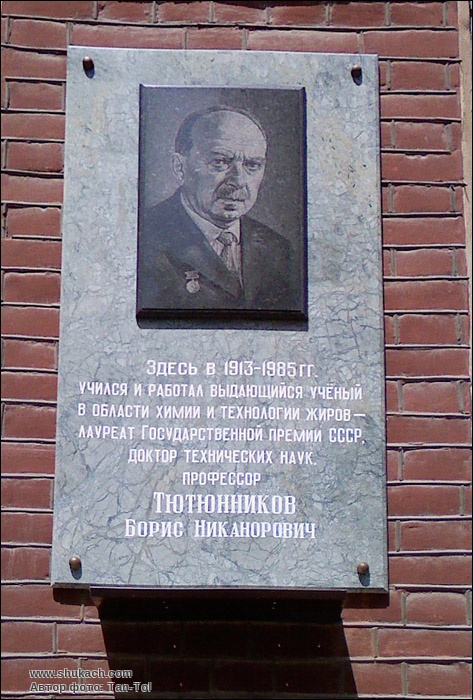 Здесь в 1913-1985 гг.
учился и работал выдающийся учёный
в области химии и технологии жиров —
лауреат Государственной премии СССР,
доктор технических наук.
профессор
Тютюнников
Борис Никанорович
www.shukach.com
Автор фото: Tan-Tol